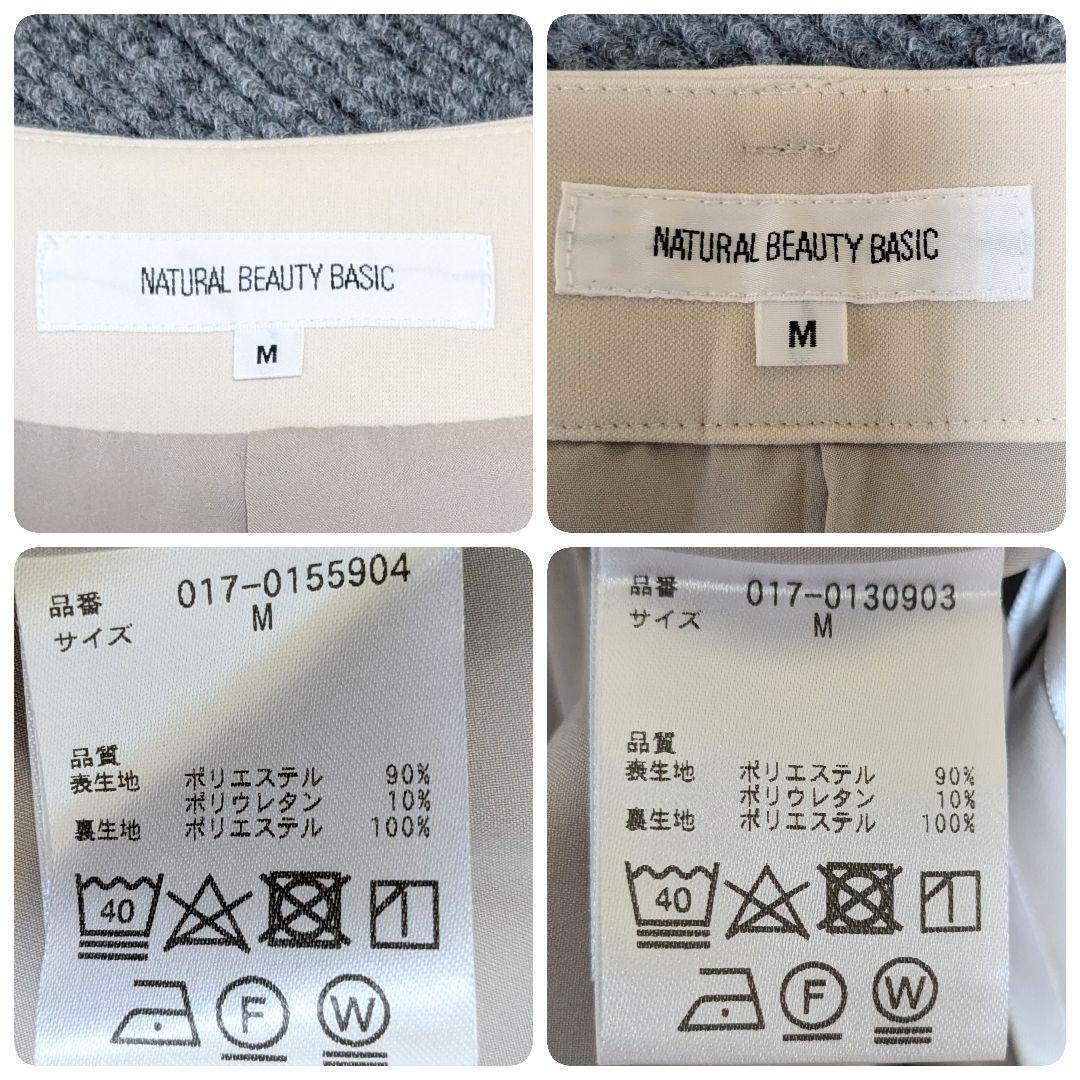 NATURAL BEAUTY BASIC
M
NATURAL BEAUTY BASIC
M
品番 017-0155904
サイズ M
品質
表生地 ポリエステル 90%
ポリウレタン 10%
裏生地 ポリエステル 100%
40
F W
品番 017-0130903
サイズ M
品質
表生地 ポリエステル 90%
ポリウレタン 10%
裏生地 ポリエステル 100%
40
F W